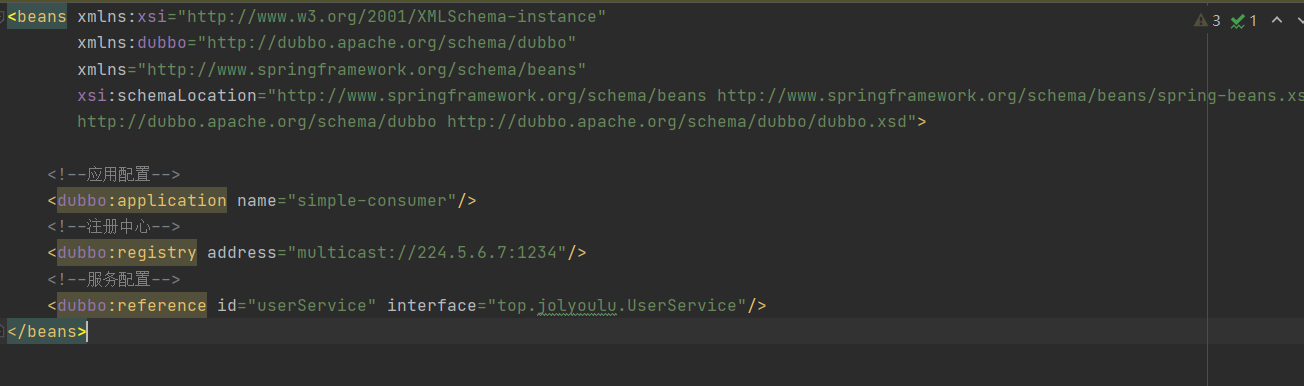 <beans xmlns:xsi="http://www.w3.org/2001/XMLSchema-instance"
3 1
xmlns:dubbo="http://dubbo.apache.org/schema/dubbo"
xmlns="http://www.springframework.org/schema/beans"
xsi:schemaLocation="http://www.springframework.org/schema/beans http://www.springframework.org/schema/beans/spring-beans.xs
http://dubbo.apache.org/schema/dubbo http://dubbo.apache.org/schema/dubbo/dubbo.xsd">
<!--应用配置-->
<dubbo:application name="simple-consumer"/>
<!--注册中心-->
<dubbo:registry address="multicast://224.5.6.7:1234"/>
<!--服务配置-->
<dubbo:reference id="userService" interface="top.jolyoulu.UserService"/>
</beans>